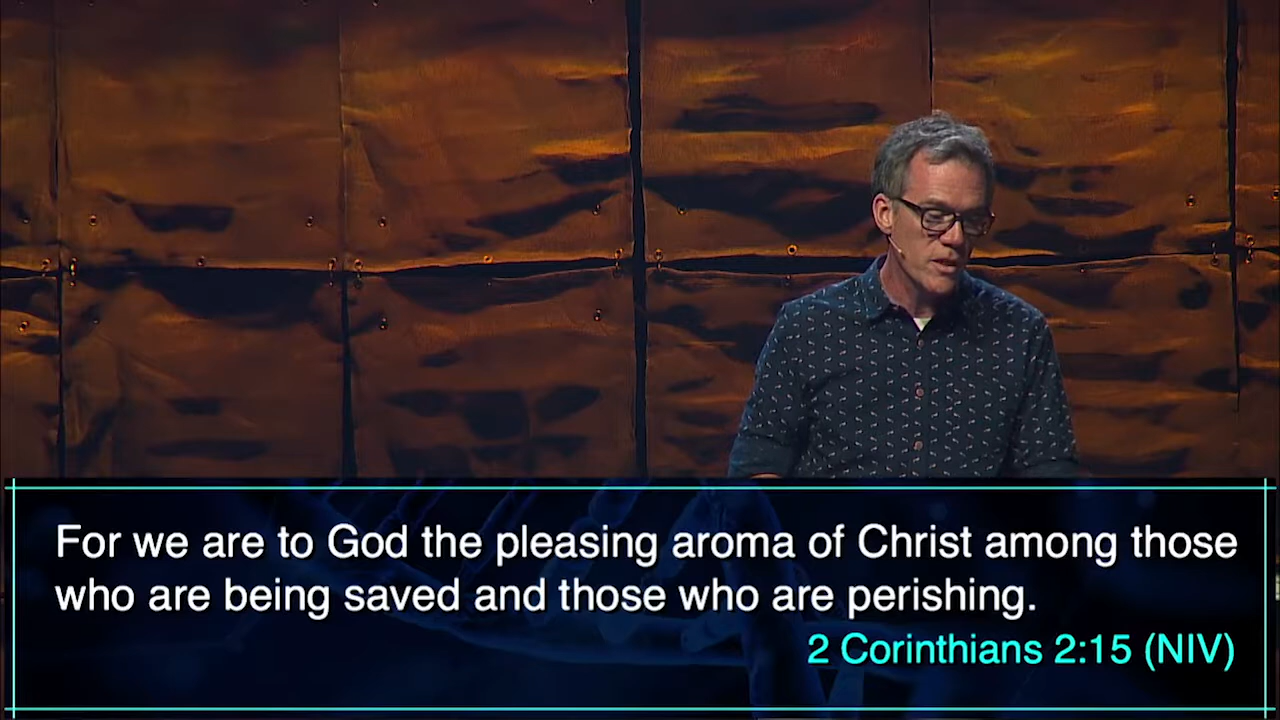 For we are to God the pleasing aroma of Christ among those
who are being saved and those who are perishing.
2 Corinthians 2:15 (NIV)